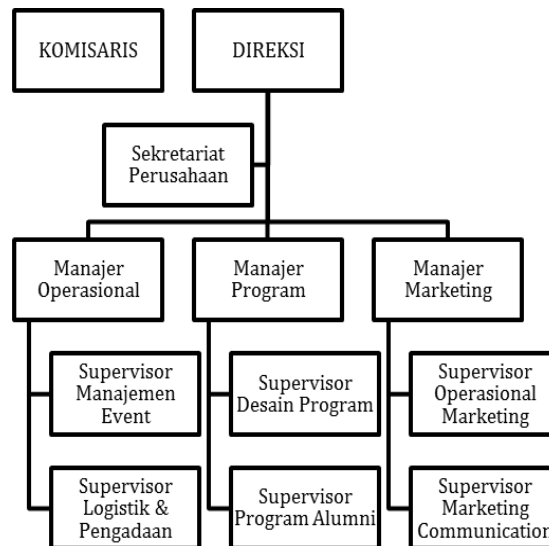 KOMISARIS
DIREKSI
Sekretariat
Perusahaan
Manajer
Operasional
Manajer
Program
Manajer
Marketing
Supervisor
Manajemen
Event
Supervisor
Desain Program
Supervisor
Operasional
Marketing
Supervisor
Logistik &
Pengadaan
Supervisor
Program Alumni
Supervisor
Marketing
Communication